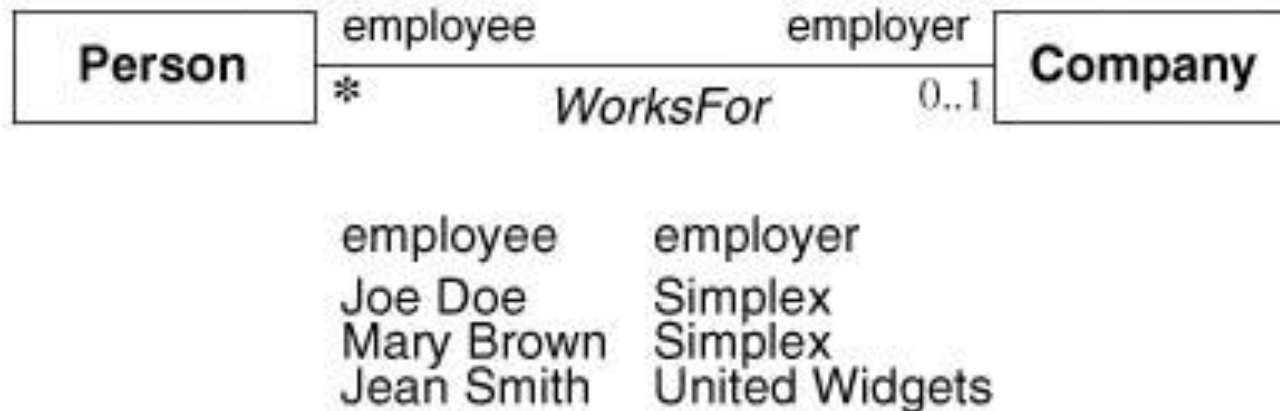 employee employer
Person Company
* WorksFor 0..1
employee employer
Joe Doe Simplex
Mary Brown Simplex
Jean Smith United Widgets